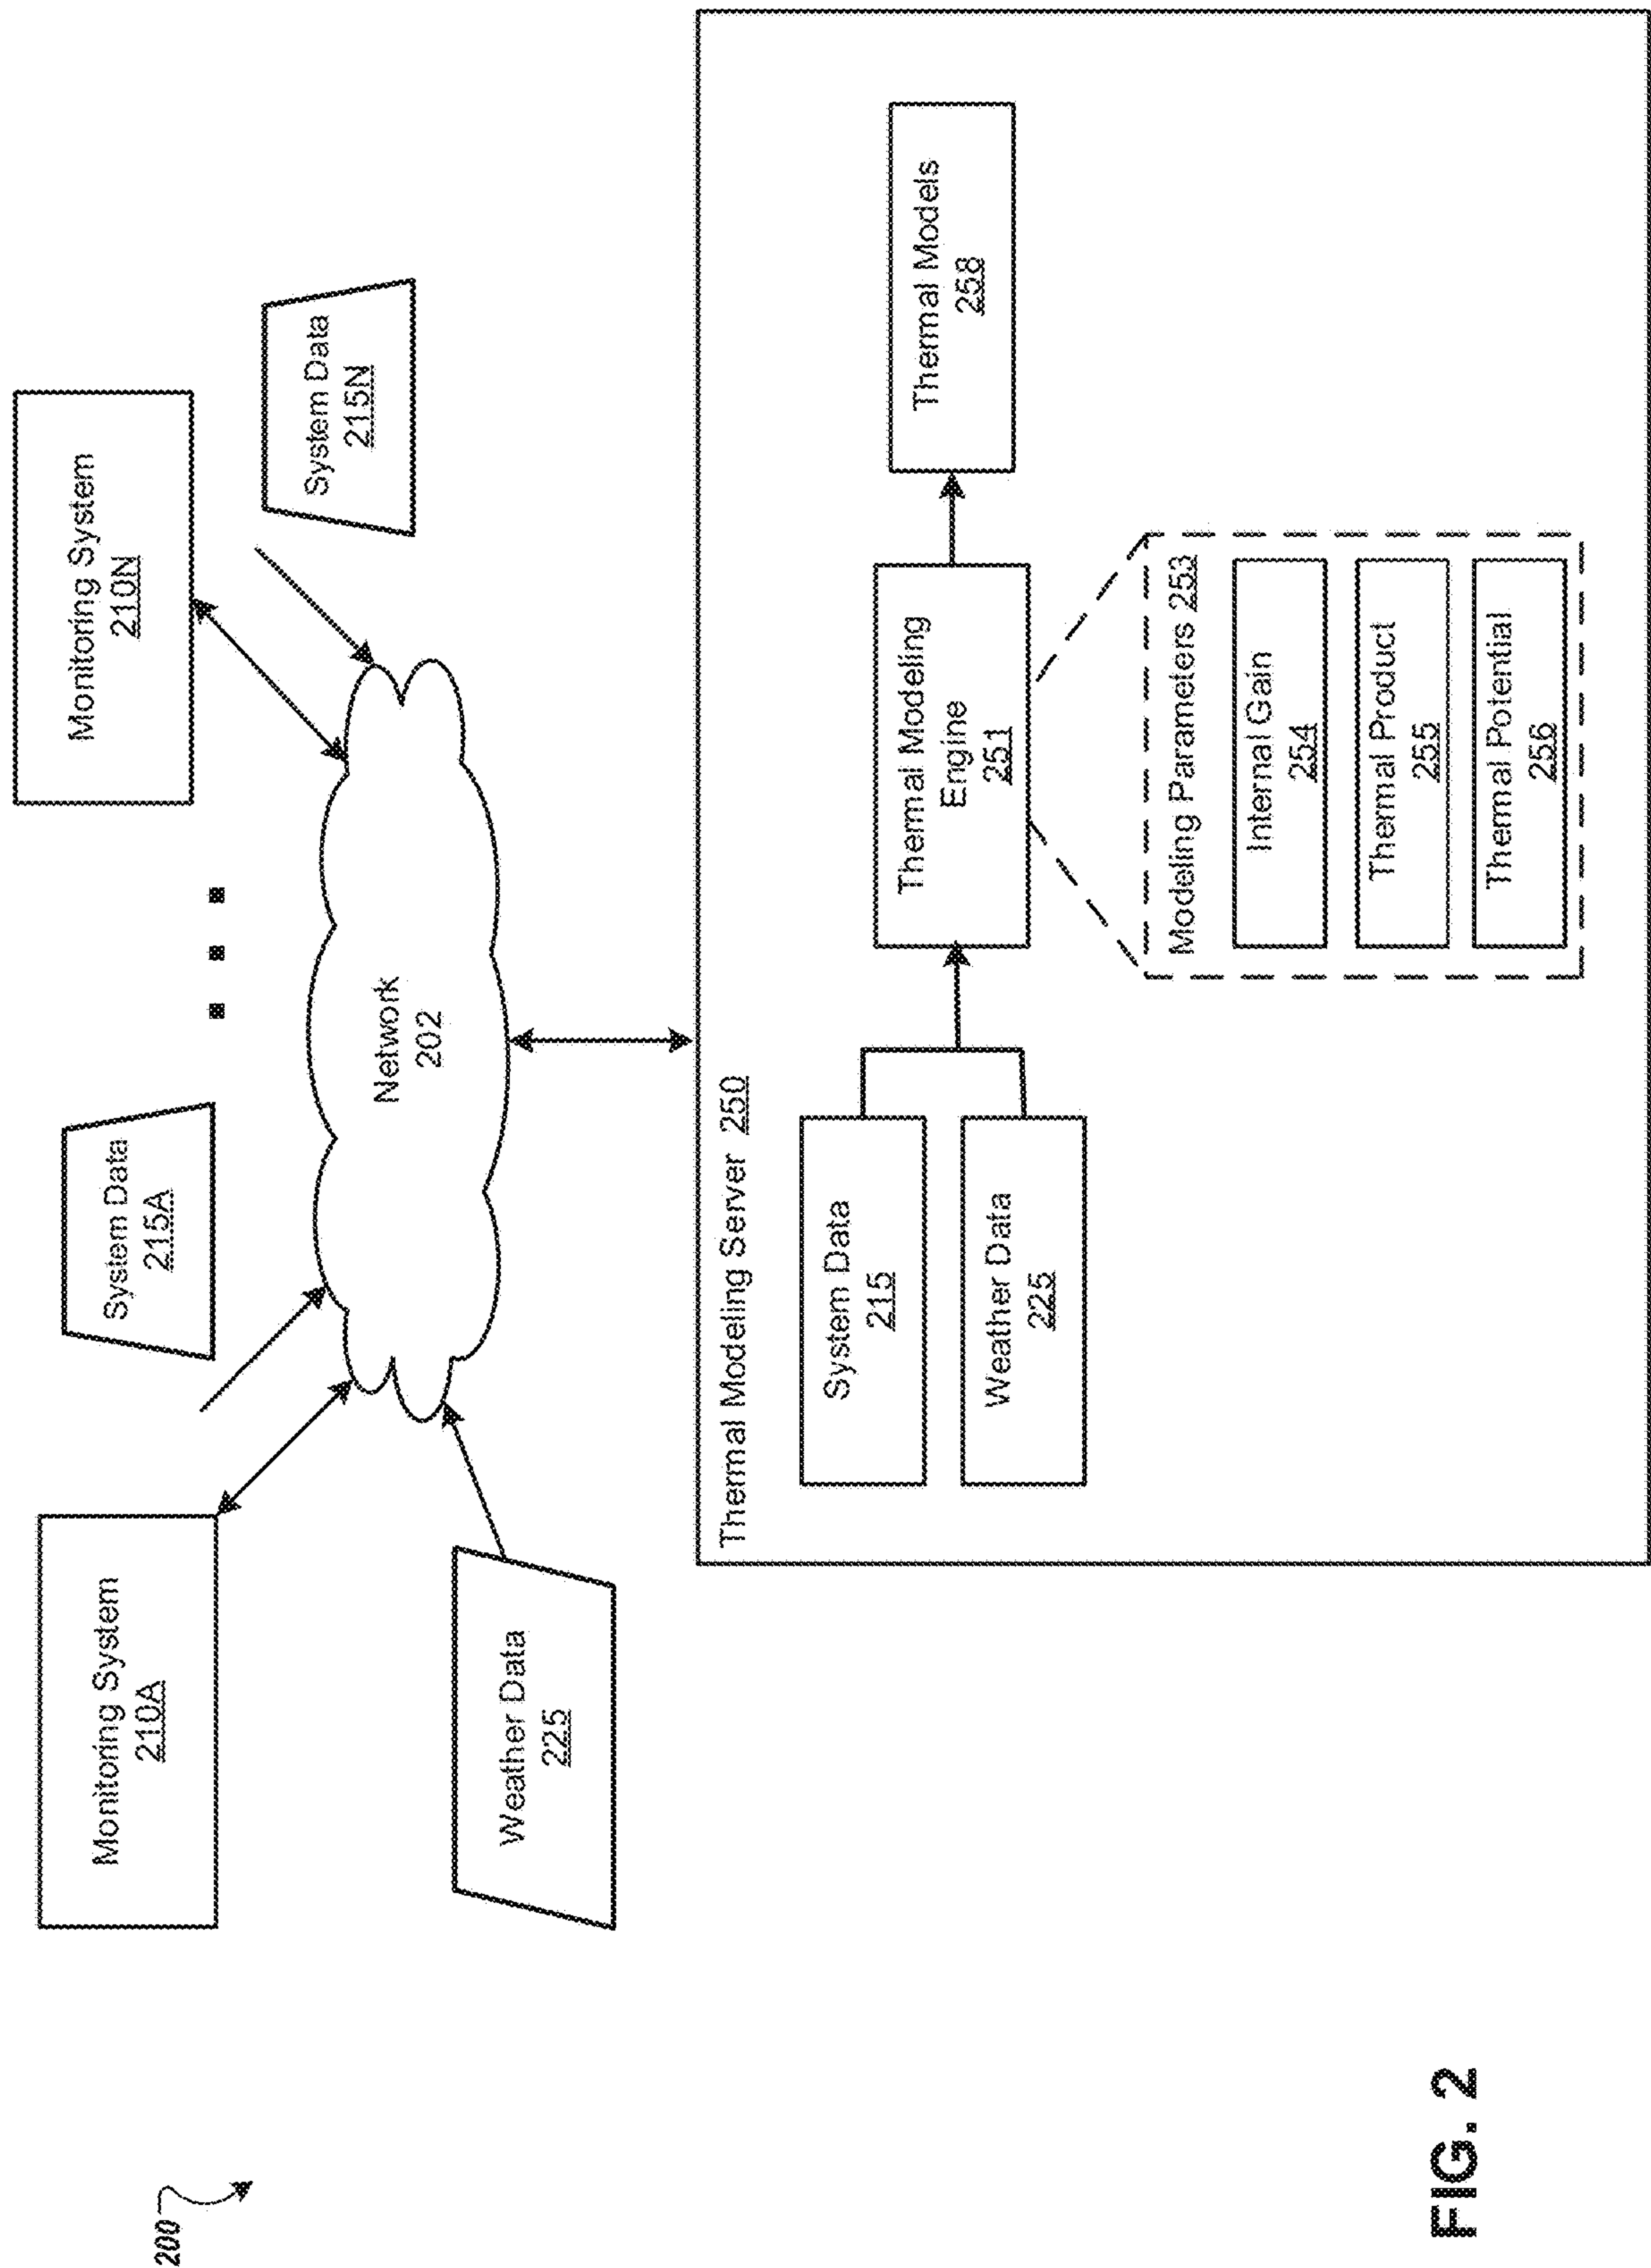 200
Monitoring System
210A
System Data
215A
Monitoring System
210N
System Data
215N
Weather Data
225
Network
202
Thermal Modeling Server 250
System Data
215
Weather Data
225
Thermal Modeling
Engine
251
Thermal Models
258
Modeling Parameters 253
Internal Gain
254
Thermal Product
255
Thermal Potential
256
FIG. 2